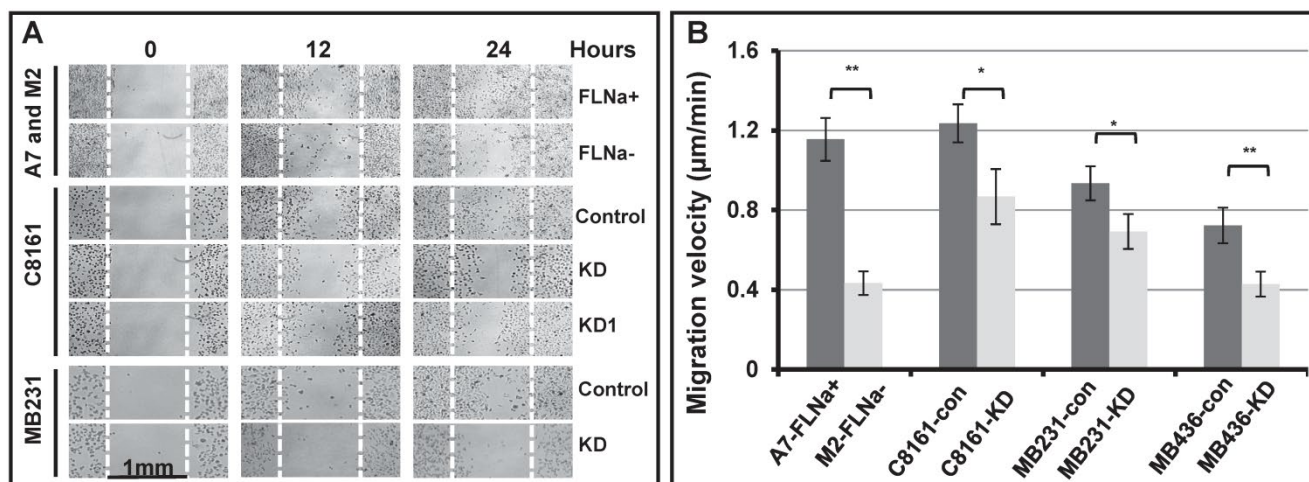 A
0 12 24 Hours
A7 and M2
FLNa+
FLNa-
C8161
Control
KD
KD1
MB231
Control
KD
1mm
B
Migration velocity (µm/min)
1.6
1.2
0.8
0.4
0
**
*
*
**
A7-FLNa+
M2-FLNa-
C8161-con
C8161-KD
MB231-con
MB231-KD
MB436-con
MB436-KD